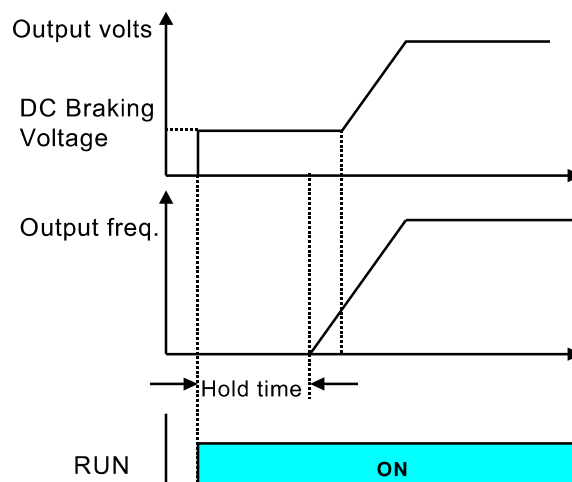 Output volts
DC Braking
Voltage
Output freq.
Hold time
RUN
ON